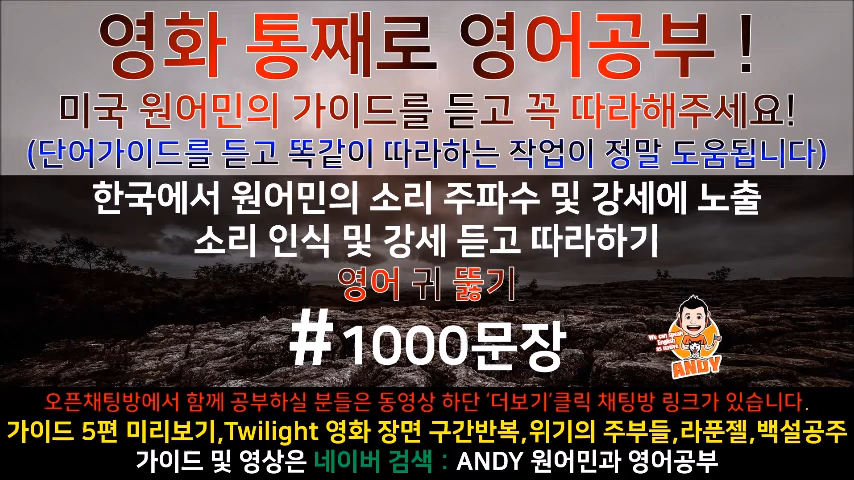 영화 통째로 영어공부 !
미국 원어민의 가이드를 듣고 꼭 따라해주세요!
(단어가이드를 듣고 똑같이 따라하는 작업이 정말 도움됩니다)
한국에서 원어민의 소리 주파수 및 강세에 노출
소리 인식 및 강세 듣고 따라하기
영어 귀 뚫기
#1000문장
We can speak
English
as native
ANDY
오픈채팅방에서 함께 공부하실 분들은 동영상 하단 '더보기'클릭 채팅방 링크가 있습니다.
가이드 5편 미리보기,Twilight 영화 장면 구간반복,위기의 주부들,라푼젤,백설공주
가이드 및 영상은 네이버 검색 : ANDY 원어민과 영어공부